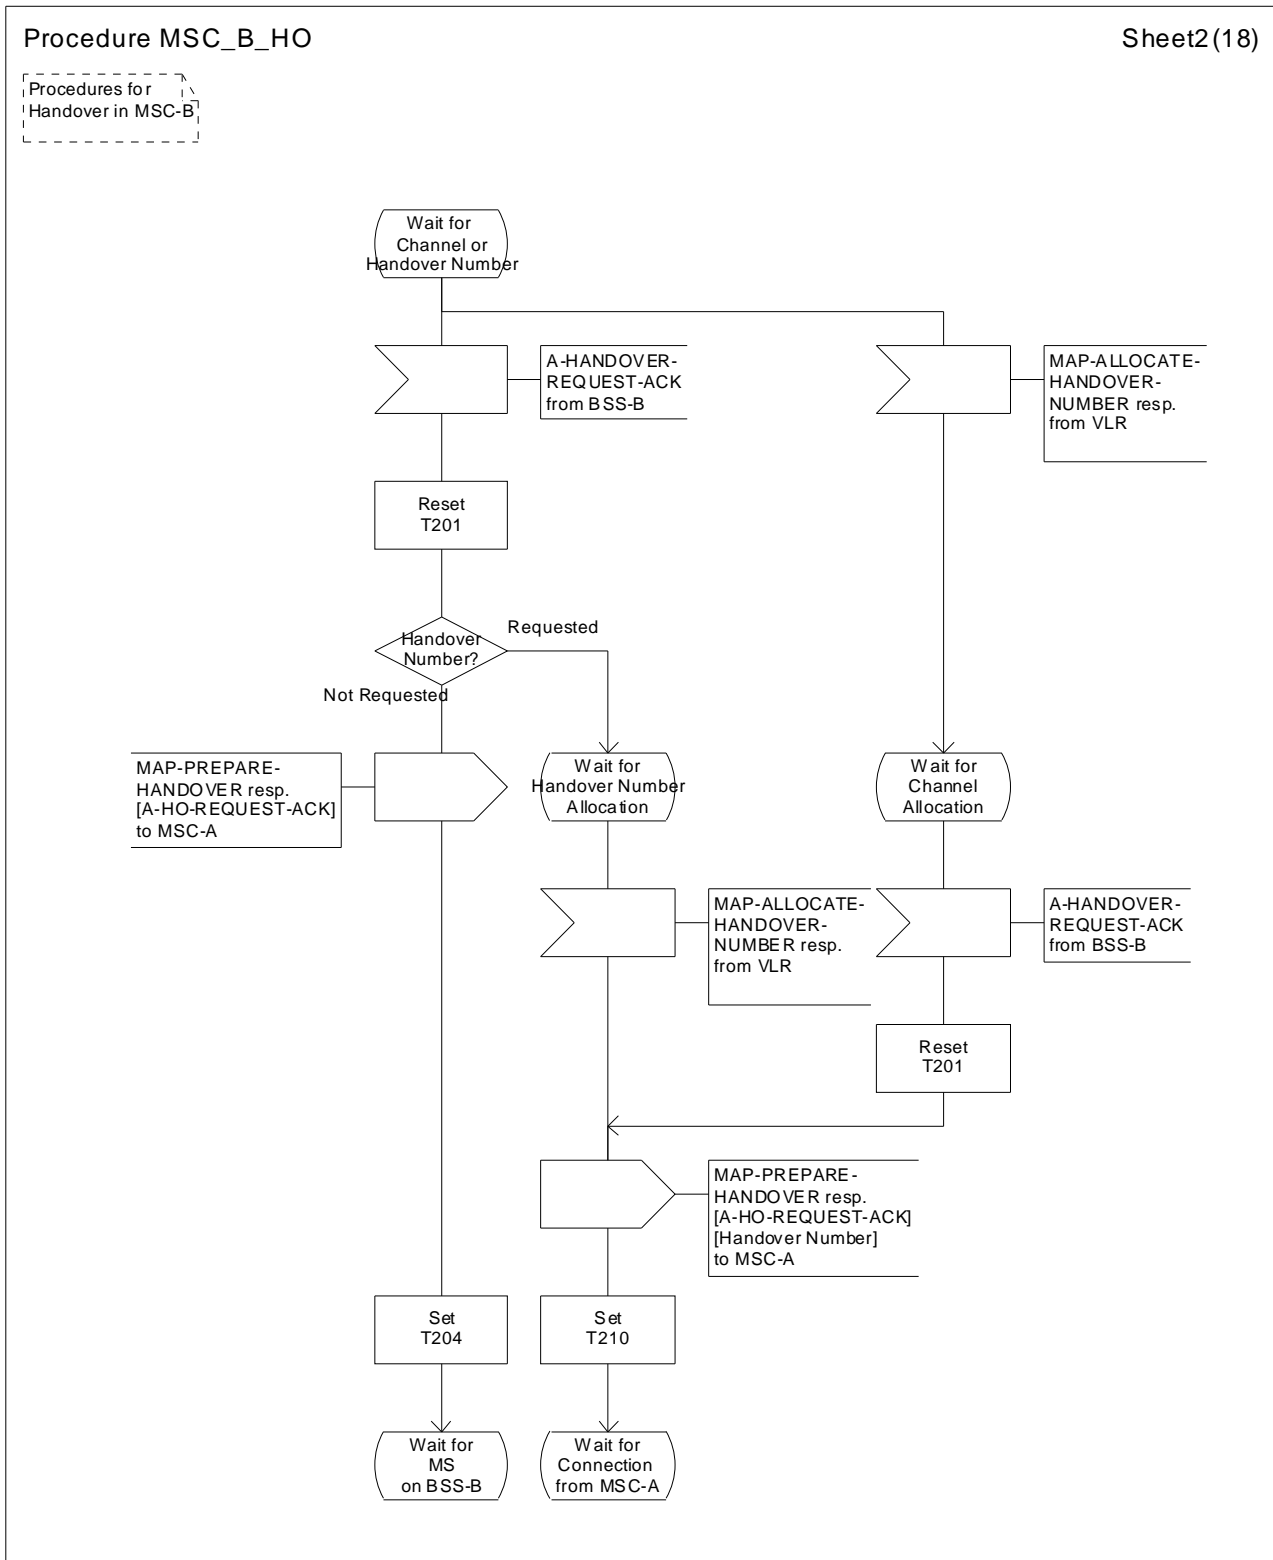 Procedure MSC_B_HO
Sheet2(18)
Procedures for
Handover in MSC-B
Wait for
Channel or
Handover Number
A-HANDOVER-
REQUEST-ACK
from BSS-B
MAP-ALLOCATE-
HANDOVER-
NUMBER resp.
from VLR
Reset
T201
Handover
Number?
Requested
Not Requested
MAP-PREPARE-
HANDOVER resp.
[A-HO-REQUEST-ACK]
to MSC-A
Wait for
Handover Number
Allocation
Wait for
Channel
Allocation
MAP-ALLOCATE-
HANDOVER-
NUMBER resp.
from VLR
A-HANDOVER-
REQUEST-ACK
from BSS-B
Reset
T201
MAP-PREPARE-
HANDOVER resp.
[A-HO-REQUEST-ACK]
[Handover Number]
to MSC-A
Set
T204
Set
T210
Wait for
MS
on BSS-B
Wait for
Connection
from MSC-A